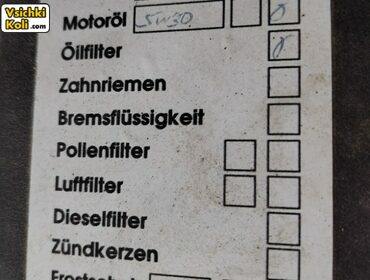 Vsichki
Koli .com
Motoröl 5W30
Ölfilter
Zahnriemen
Bremsflüssigkeit
Pollenfilter
Luftfilter
Dieselfilter
Zündkerzen